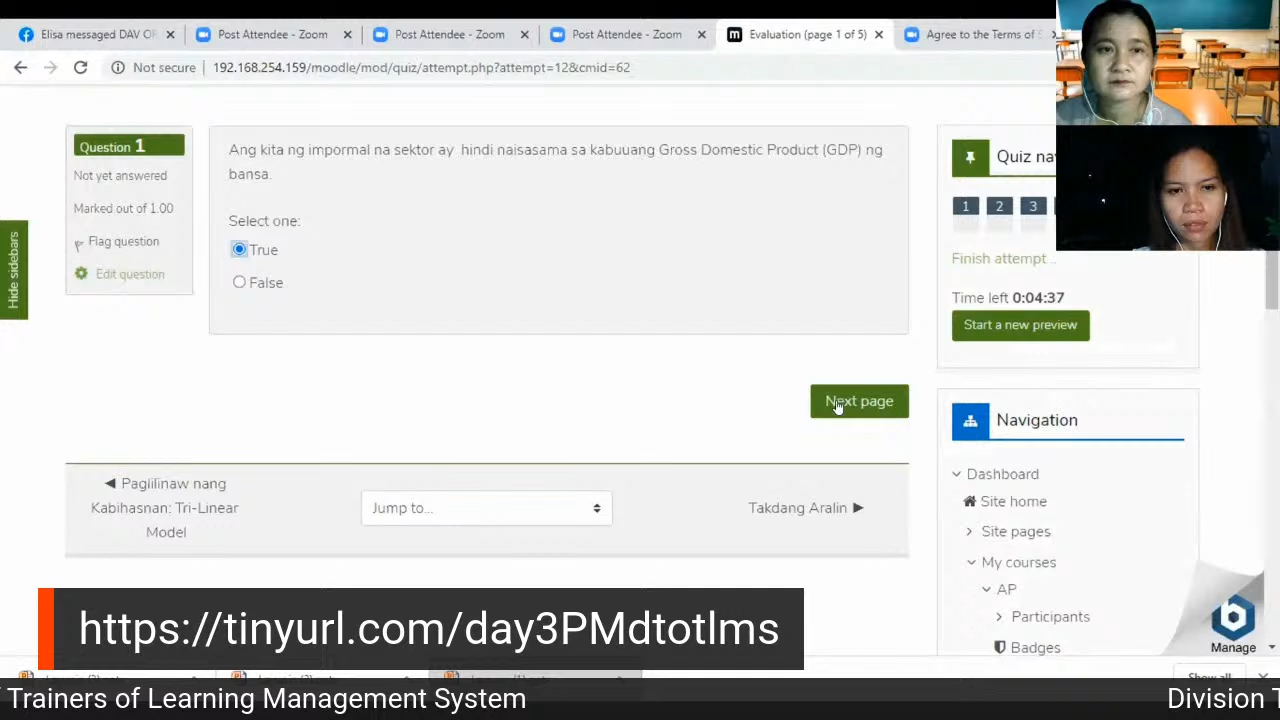 Elisa messaged DAV OR
Post Attendee - Zoom
Post Attendee - Zoom
Post Attendee - Zoom
Evaluation (page 1 of 5)
Agree to the Terms of
Not secure
192.168.254.159/moodle/mod/quiz/attempt.php?attempt=12&cmid=62
Question 1
Not yet answered
Marked out of 1.00
Flag question
Edit question
Hide sidebars
Ang kita ng impormal na sektor ay hindi naisasama sa kabuuang Gross Domestic Product (GDP) ng
bansa.
Select one:
True
False
Next page
Quiz na
1 2 3
Finish attempt ..
Time left 0:04:37
Start a new preview
◀ Paglilinaw nang
Kabihasnan: Tri-Linear
Model
Jump to...
Takdang Aralin ▶
Navigation
Dashboard
Site home
Site pages
My courses
AP
Participants
Badges
Manage
https://tinyurl.com/day3PMdtotlms
Show all
Trainers of Learning Management System
Division T